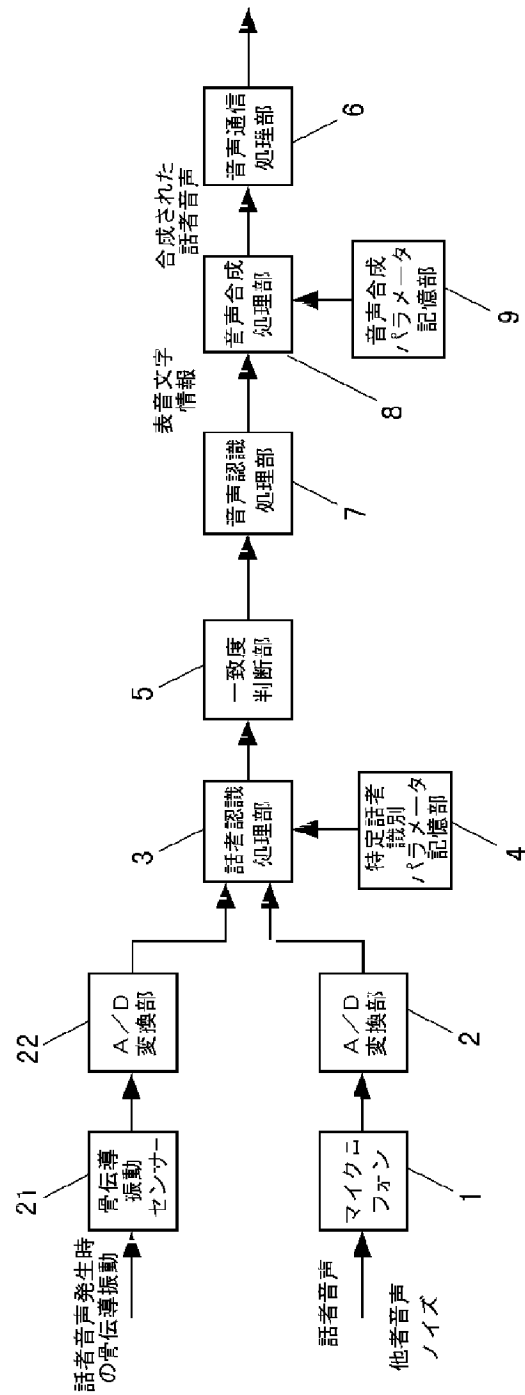 話者音声発生時
の骨伝導振動
21
骨伝導
振動
センサー
22
A/D
変換部
話者音声
他者音声
ノイズ
1
マイクロ
フォン
2
A/D
変換部
3
話者認識
処理部
4
特定話者
識別
パラメータ
記憶部
5
一致度
判断部
7
音声認識
処理部
表音文字
情報
8
音声合成
処理部
9
音声合成
パラメータ
記憶部
合成された
話者音声
6
音声通信
処理部